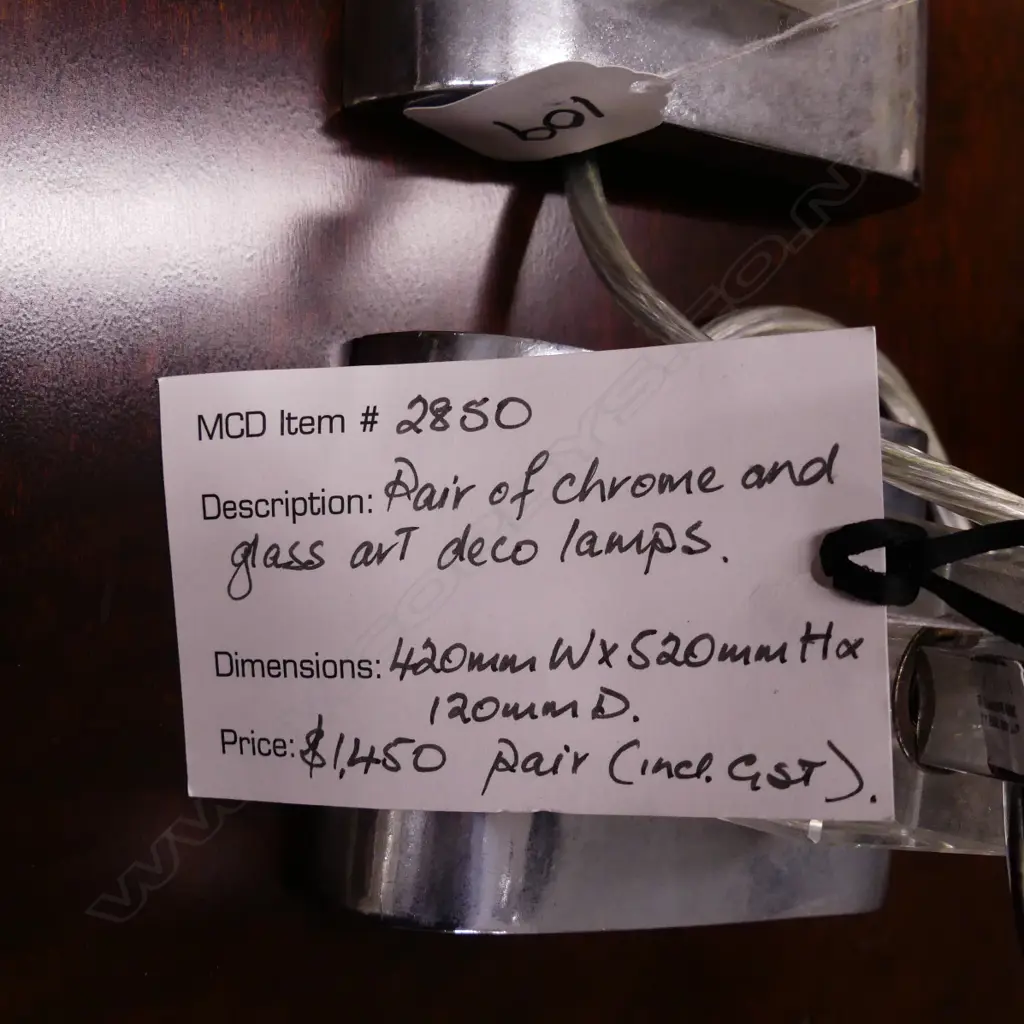 601
MCD Item # 2850
Description: Pair of chrome and
glass art deco lamps.
Dimensions: 420mm W x 520mm H x
120mm D.
Price: $1,450 pair (incl. GST).